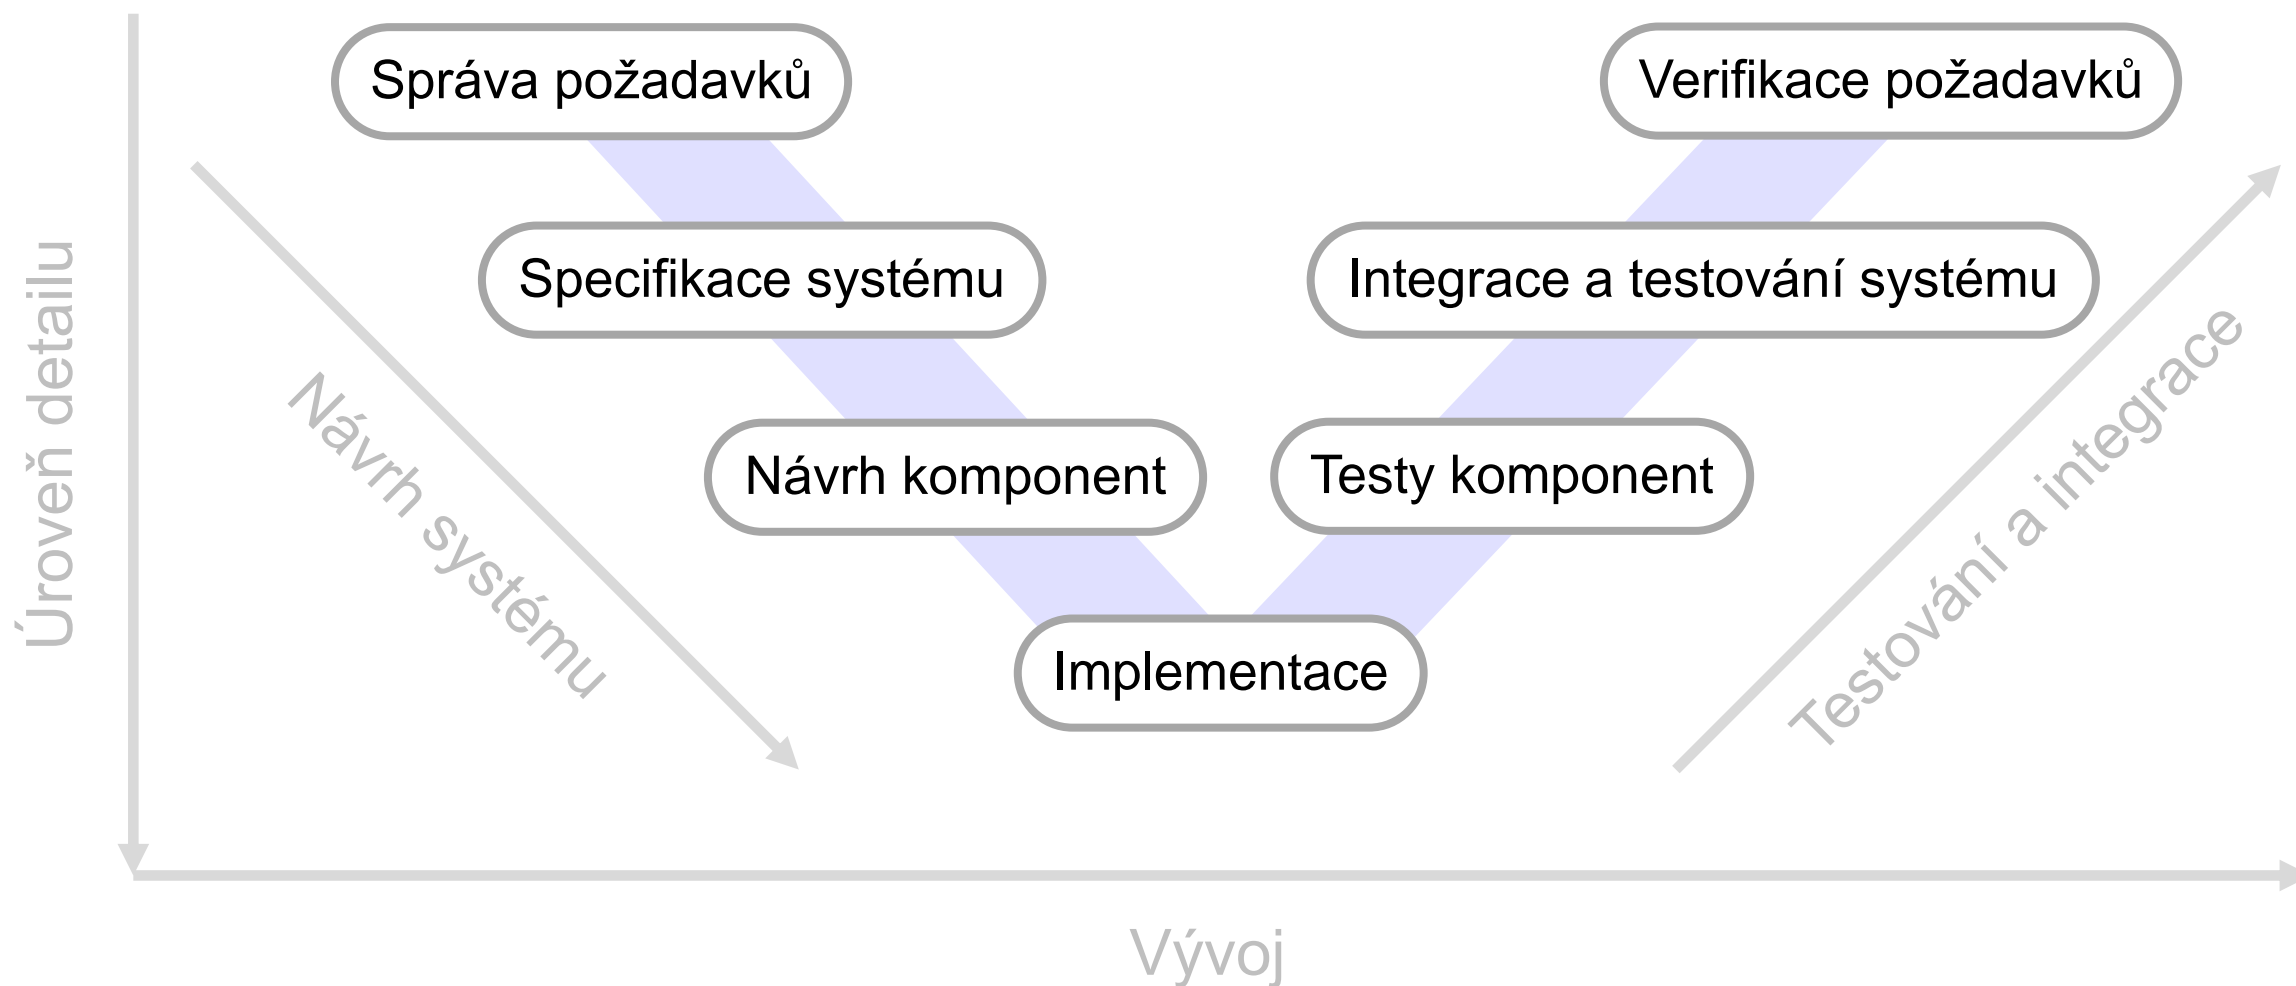 Správa požadavků
Verifikace požadavků
Specifikace systému
Integrace a testování systému
Návrh komponent
Testy komponent
Implementace
Úroveň detailu
Návrh systému
Testování a integrace
Vývoj